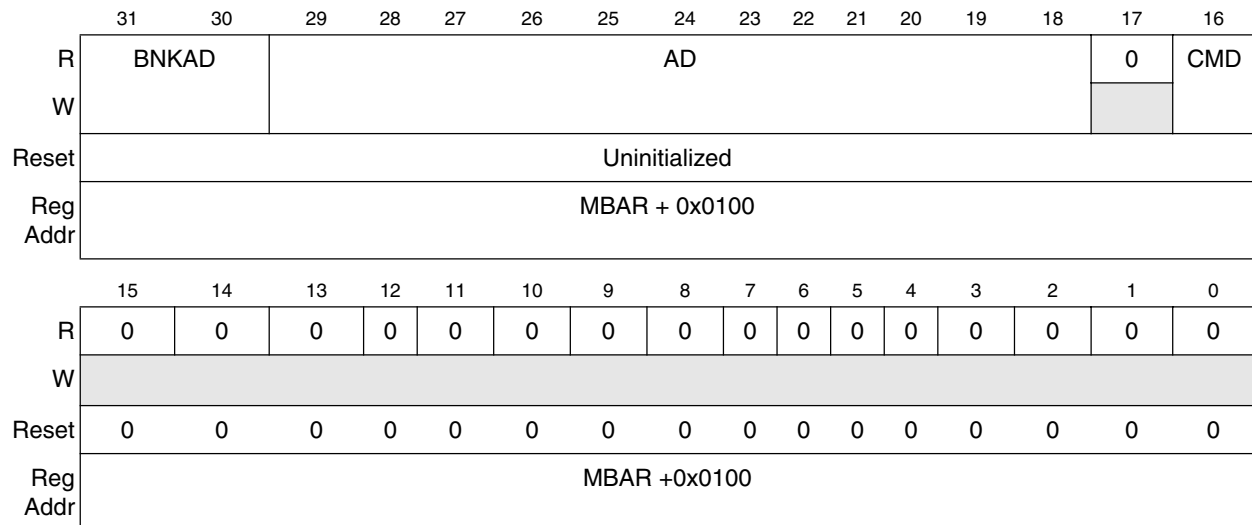 31 30 29 28 27 26 25 24 23 22 21 20 19 18 17 16
R BNKAD AD 0 CMD
W
Reset Uninitialized
Reg Addr MBAR + 0x0100
15 14 13 12 11 10 9 8 7 6 5 4 3 2 1 0
R 0 0 0 0 0 0 0 0 0 0 0 0 0 0 0 0
W
Reset 0 0 0 0 0 0 0 0 0 0 0 0 0 0 0 0
Reg Addr MBAR +0x0100